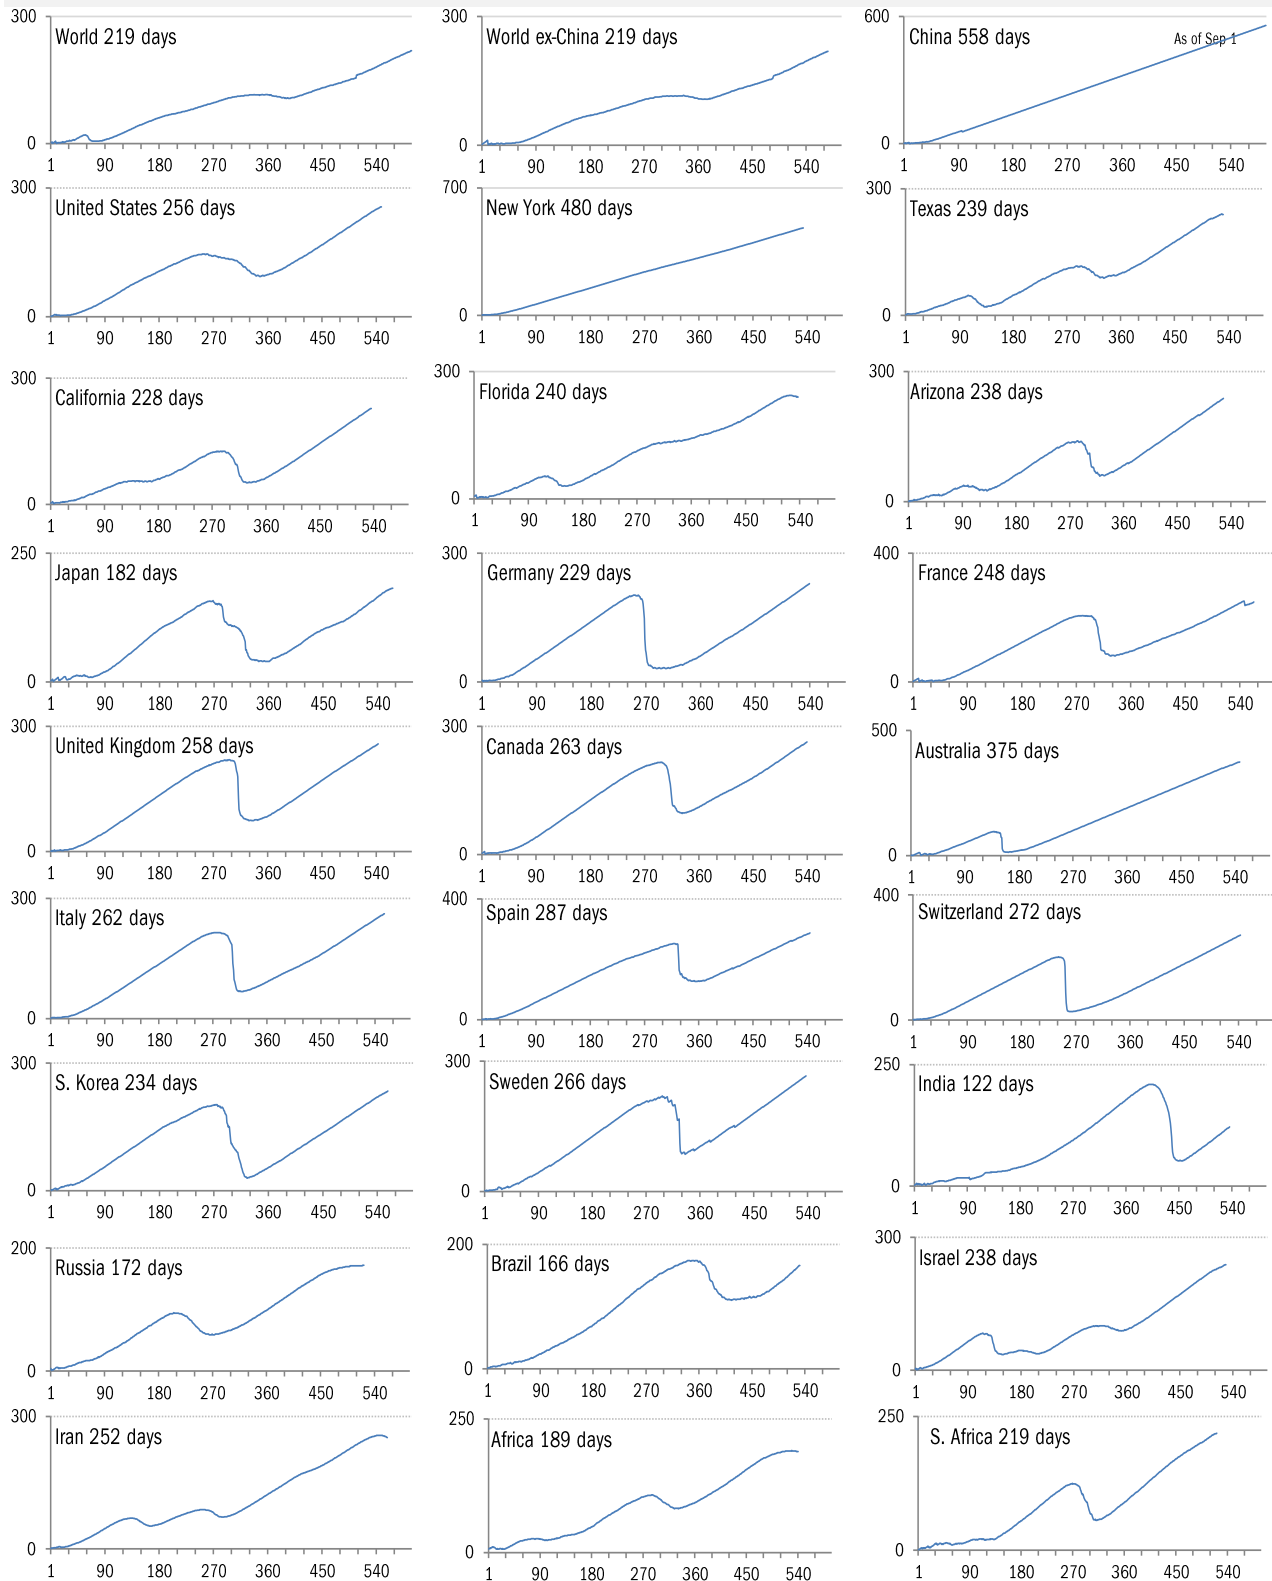 300
World 219 days
0
1 90 180 270 360 450 540
300
World ex-China 219 days
0
1 90 180 270 360 450 540
600
China 558 days
As of Sep 1
0
1 90 180 270 360 450 540
300
United States 256 days
0
1 90 180 270 360 450 540
700
New York 480 days
0
1 90 180 270 360 450 540
300
Texas 239 days
0
1 90 180 270 360 450 540
300
California 228 days
0
1 90 180 270 360 450 540
300
Florida 240 days
0
1 90 180 270 360 450 540
300
Arizona 238 days
0
1 90 180 270 360 450 540
250
Japan 182 days
0
1 90 180 270 360 450 540
300
Germany 229 days
0
1 90 180 270 360 450 540
400
France 248 days
0
1 90 180 270 360 450 540
300
United Kingdom 258 days
0
1 90 180 270 360 450 540
300
Canada 263 days
0
1 90 180 270 360 450 540
500
Australia 375 days
0
1 90 180 270 360 450 540
300
Italy 262 days
0
1 90 180 270 360 450 540
400
Spain 287 days
0
1 90 180 270 360 450 540
400
Switzerland 272 days
0
1 90 180 270 360 450 540
300
S. Korea 234 days
0
1 90 180 270 360 450 540
300
Sweden 266 days
0
1 90 180 270 360 450 540
250
India 122 days
0
1 90 180 270 360 450 540
200
Russia 172 days
0
1 90 180 270 360 450 540
200
Brazil 166 days
0
1 90 180 270 360 450 540
300
Israel 238 days
0
1 90 180 270 360 450 540
300
Iran 252 days
0
1 90 180 270 360 450 540
250
Africa 189 days
0
1 90 180 270 360 450 540
250
S. Africa 219 days
0
1 90 180 270 360 450 540